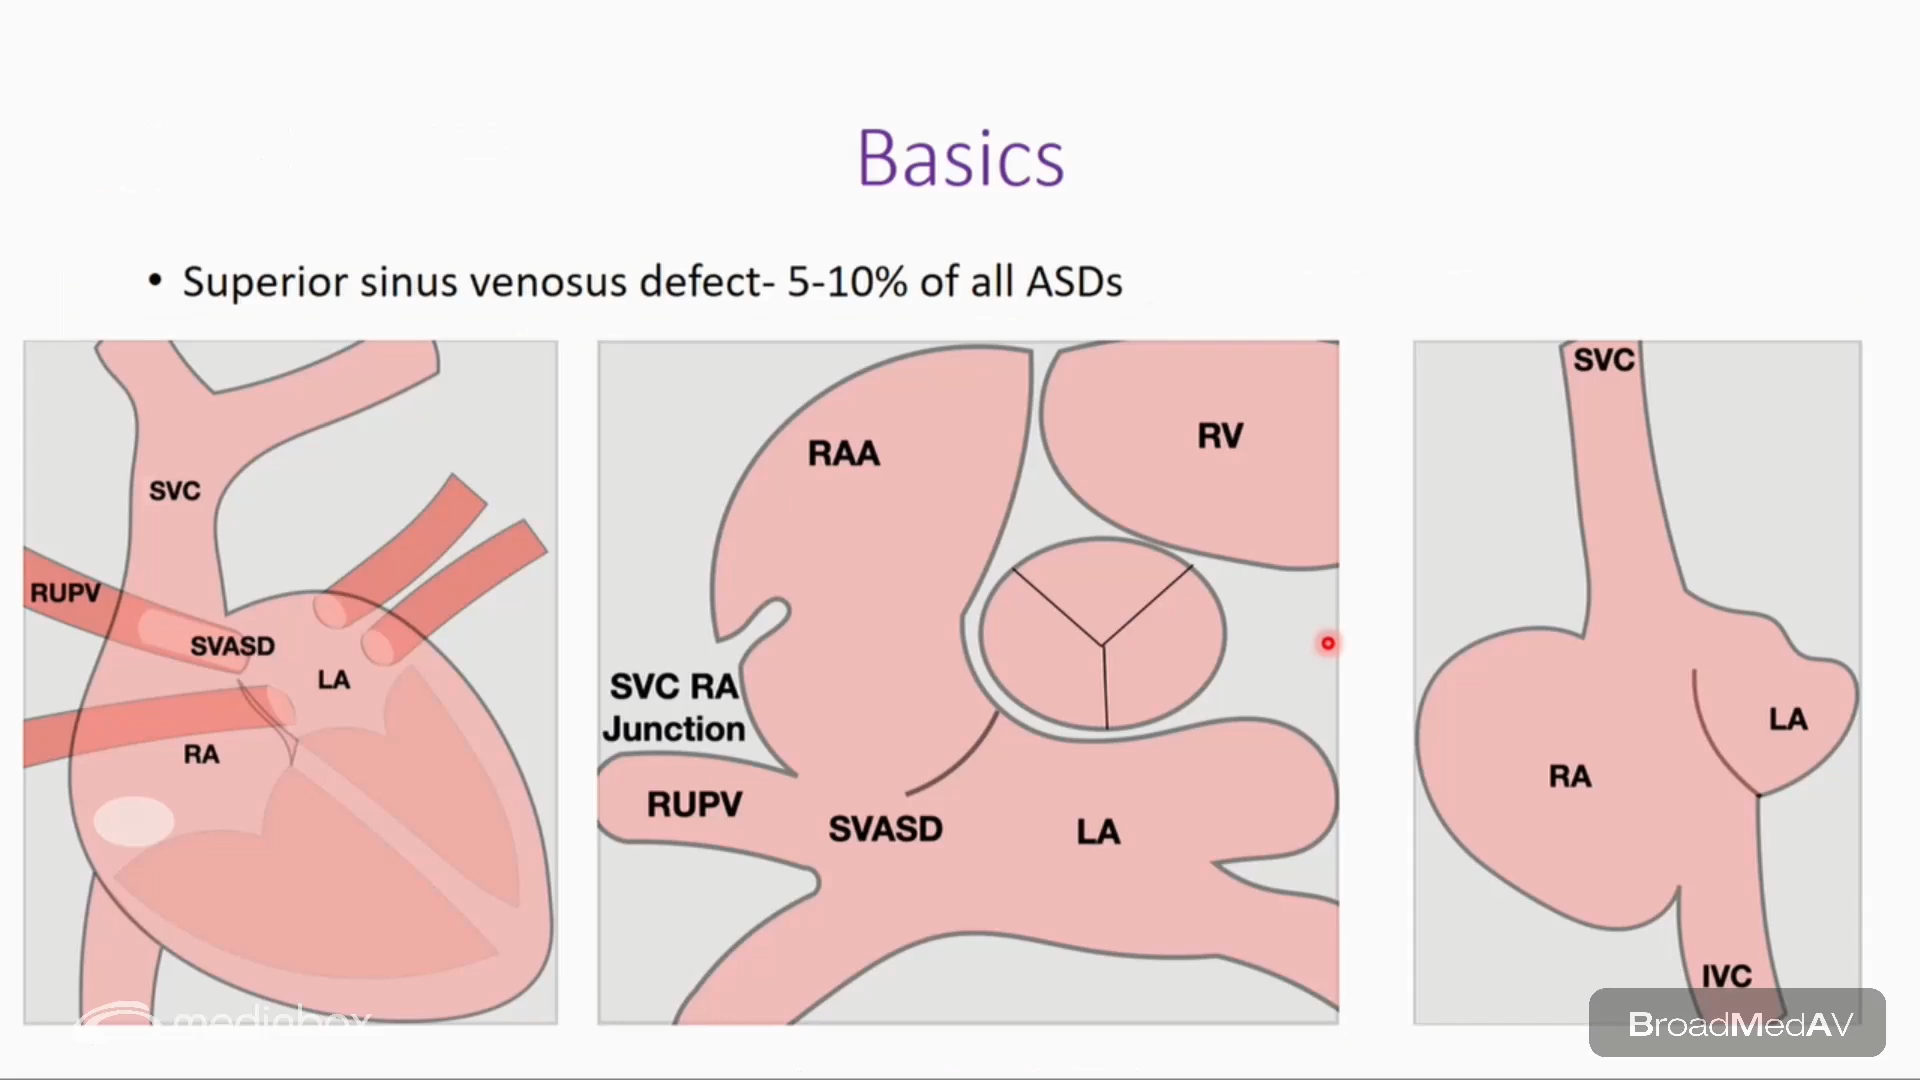 Basics
• Superior sinus venosus defect- 5-10% of all ASDs
SVC
RUPV
SVASD
LA
RA
RAA
RV
SVC RA
Junction
RUPV
SVASD
LA
SVC
LA
RA
IVC
mediabox
BroadMedAV